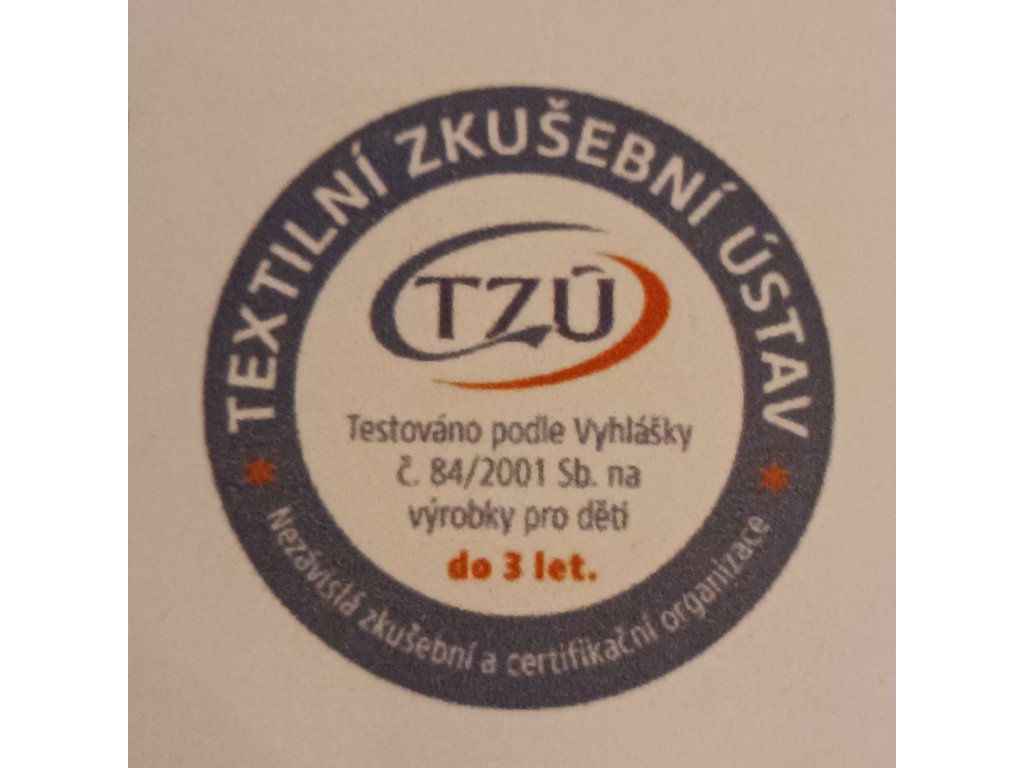 TEXTILNÍ ZKUŠEBNÍ ÚSTAV
TZÚ
Testováno podle Vyhlášky
č. 84/2001 Sb. na
výrobky pro děti
do 3 let.
Nezávislá zkušební a certifikační organizace